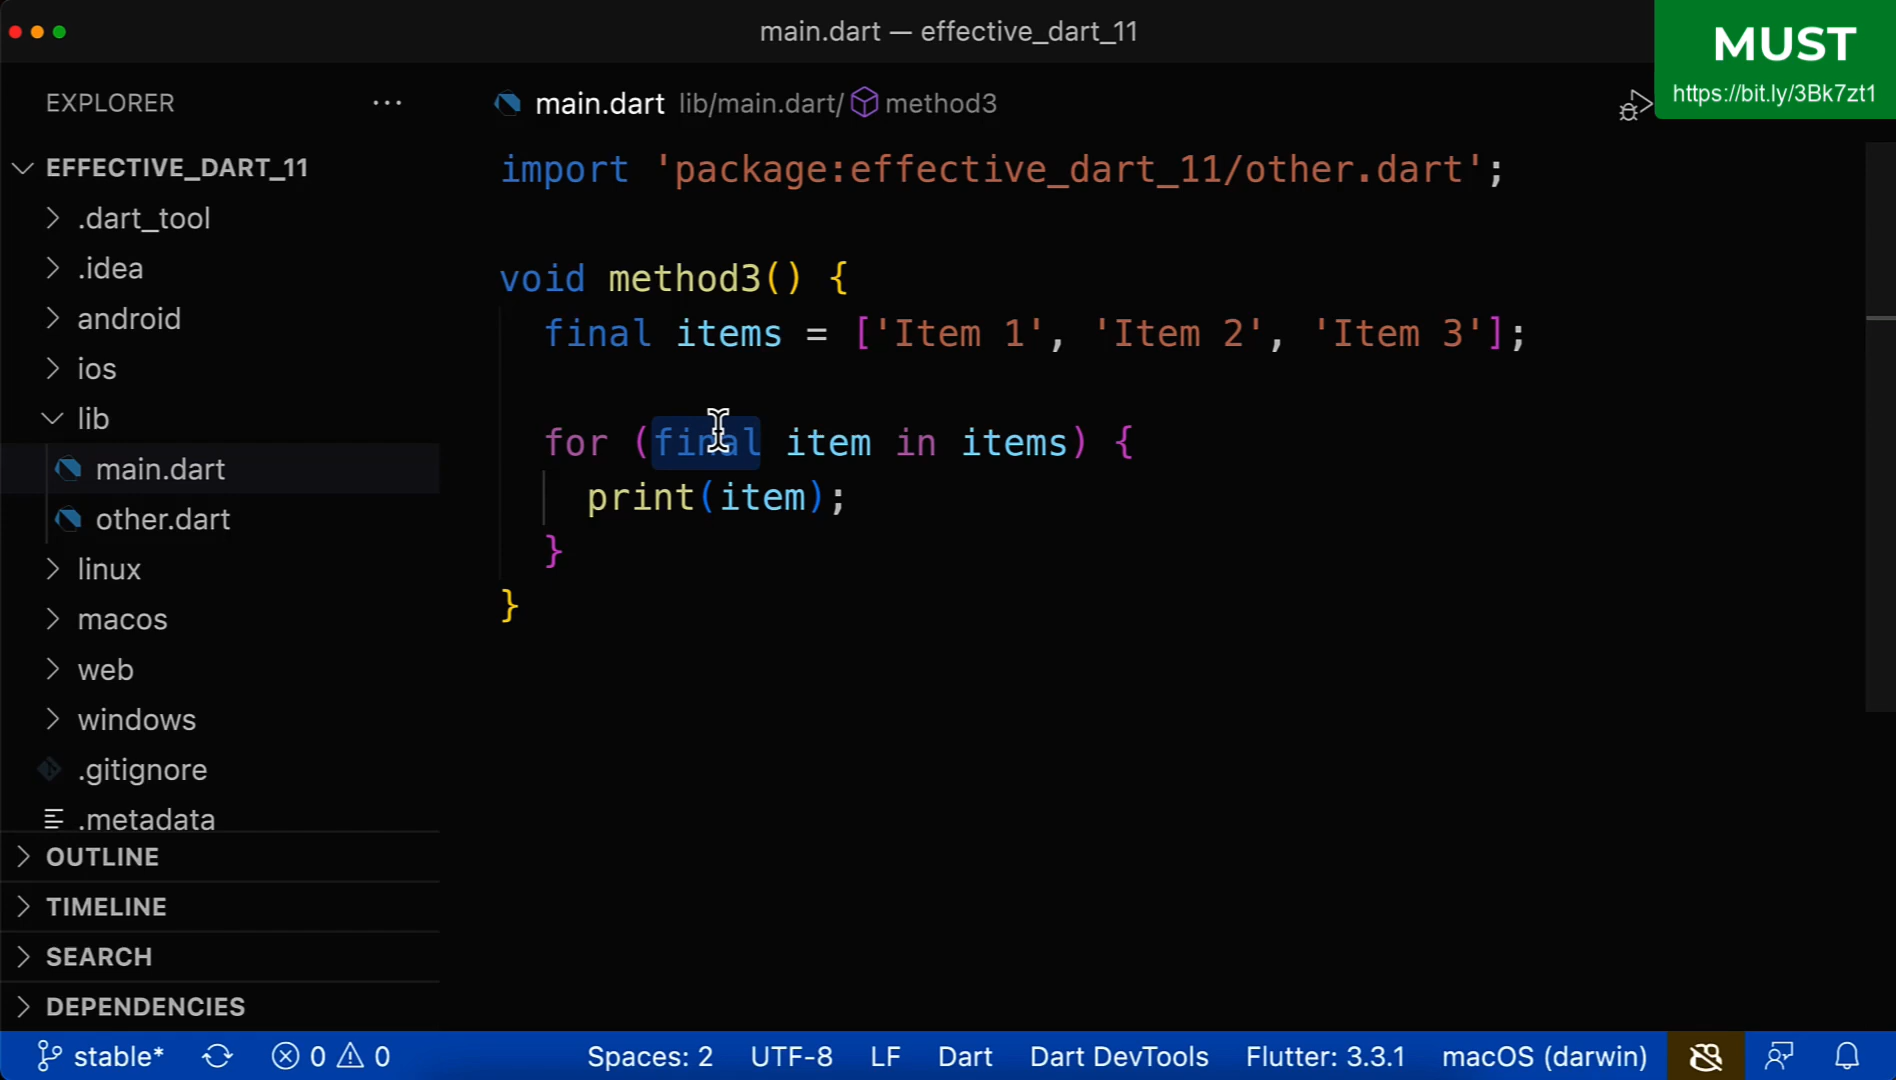 main.dart — effective_dart_11
MUST
https://bit.ly/3Bk7zt1
EXPLORER
EFFECTIVE_DART_11
.dart_tool
.idea
android
ios
lib
main.dart
other.dart
linux
macos
web
windows
.gitignore
.metadata
OUTLINE
TIMELINE
SEARCH
DEPENDENCIES
main.dart lib/main.dart/ method3
import 'package:effective_dart_11/other.dart';
void method3() {
final items = ['Item 1', 'Item 2', 'Item 3'];
for (final item in items) {
print(item);
}
}
stable* 0 0 Spaces: 2 UTF-8 LF Dart Dart DevTools Flutter: 3.3.1 macOS (darwin)